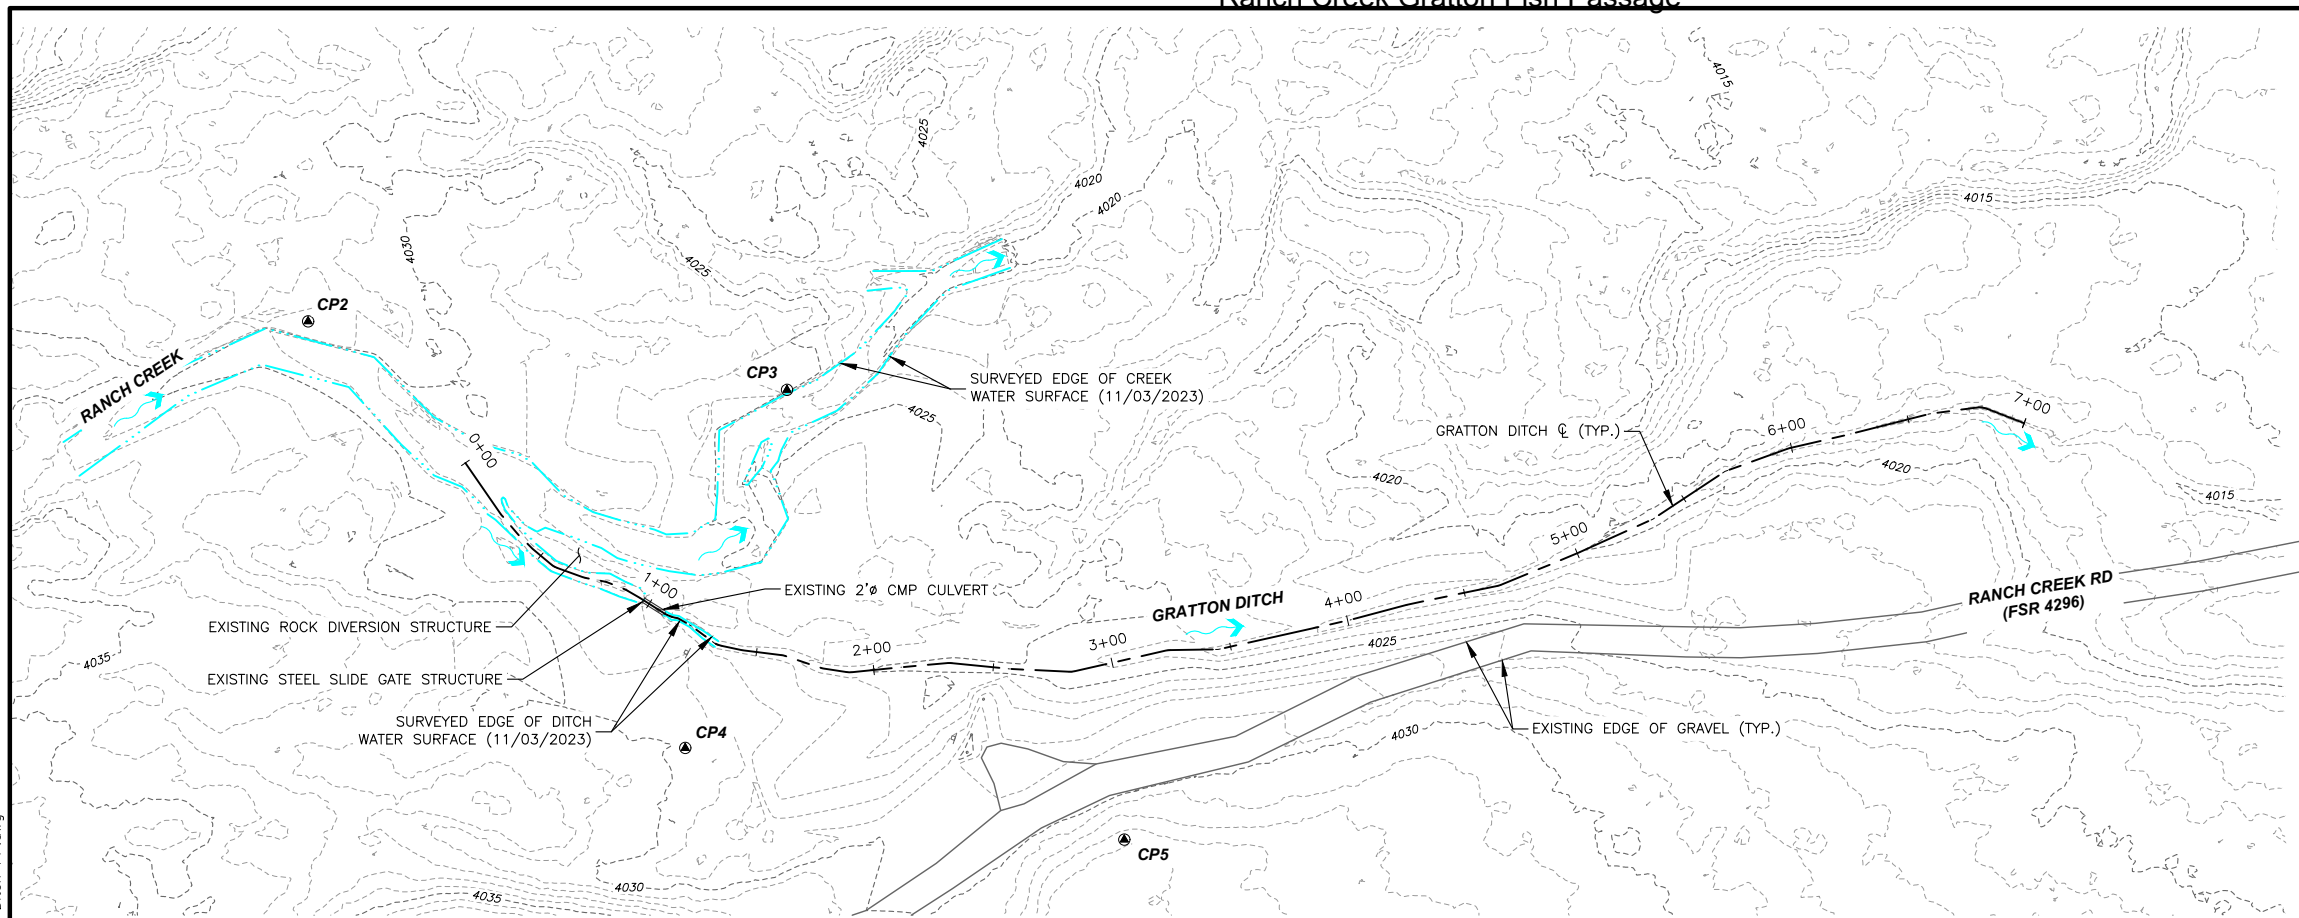 Ranch Creek Gratton Fish Passage
4015
4025
4020
4020
4015
4030
4025
CP2
RANCH CREEK
CP3
SURVEYED EDGE OF CREEK
WATER SURFACE (11/03/2023)
4025
0+00
GRATTON DITCH ℄ (TYP.)
7+00
6+00
4020
4020
4015
5+00
1+00
EXISTING 2'ø CMP CULVERT
GRATTON DITCH
4+00
RANCH CREEK RD
(FSR 4296)
EXISTING ROCK DIVERSION STRUCTURE
3+00
2+00
4025
4035
EXISTING STEEL SLIDE GATE STRUCTURE
SURVEYED EDGE OF DITCH
WATER SURFACE (11/03/2023)
CP4
4030
EXISTING EDGE OF GRAVEL (TYP.)
CP5
4030
4035